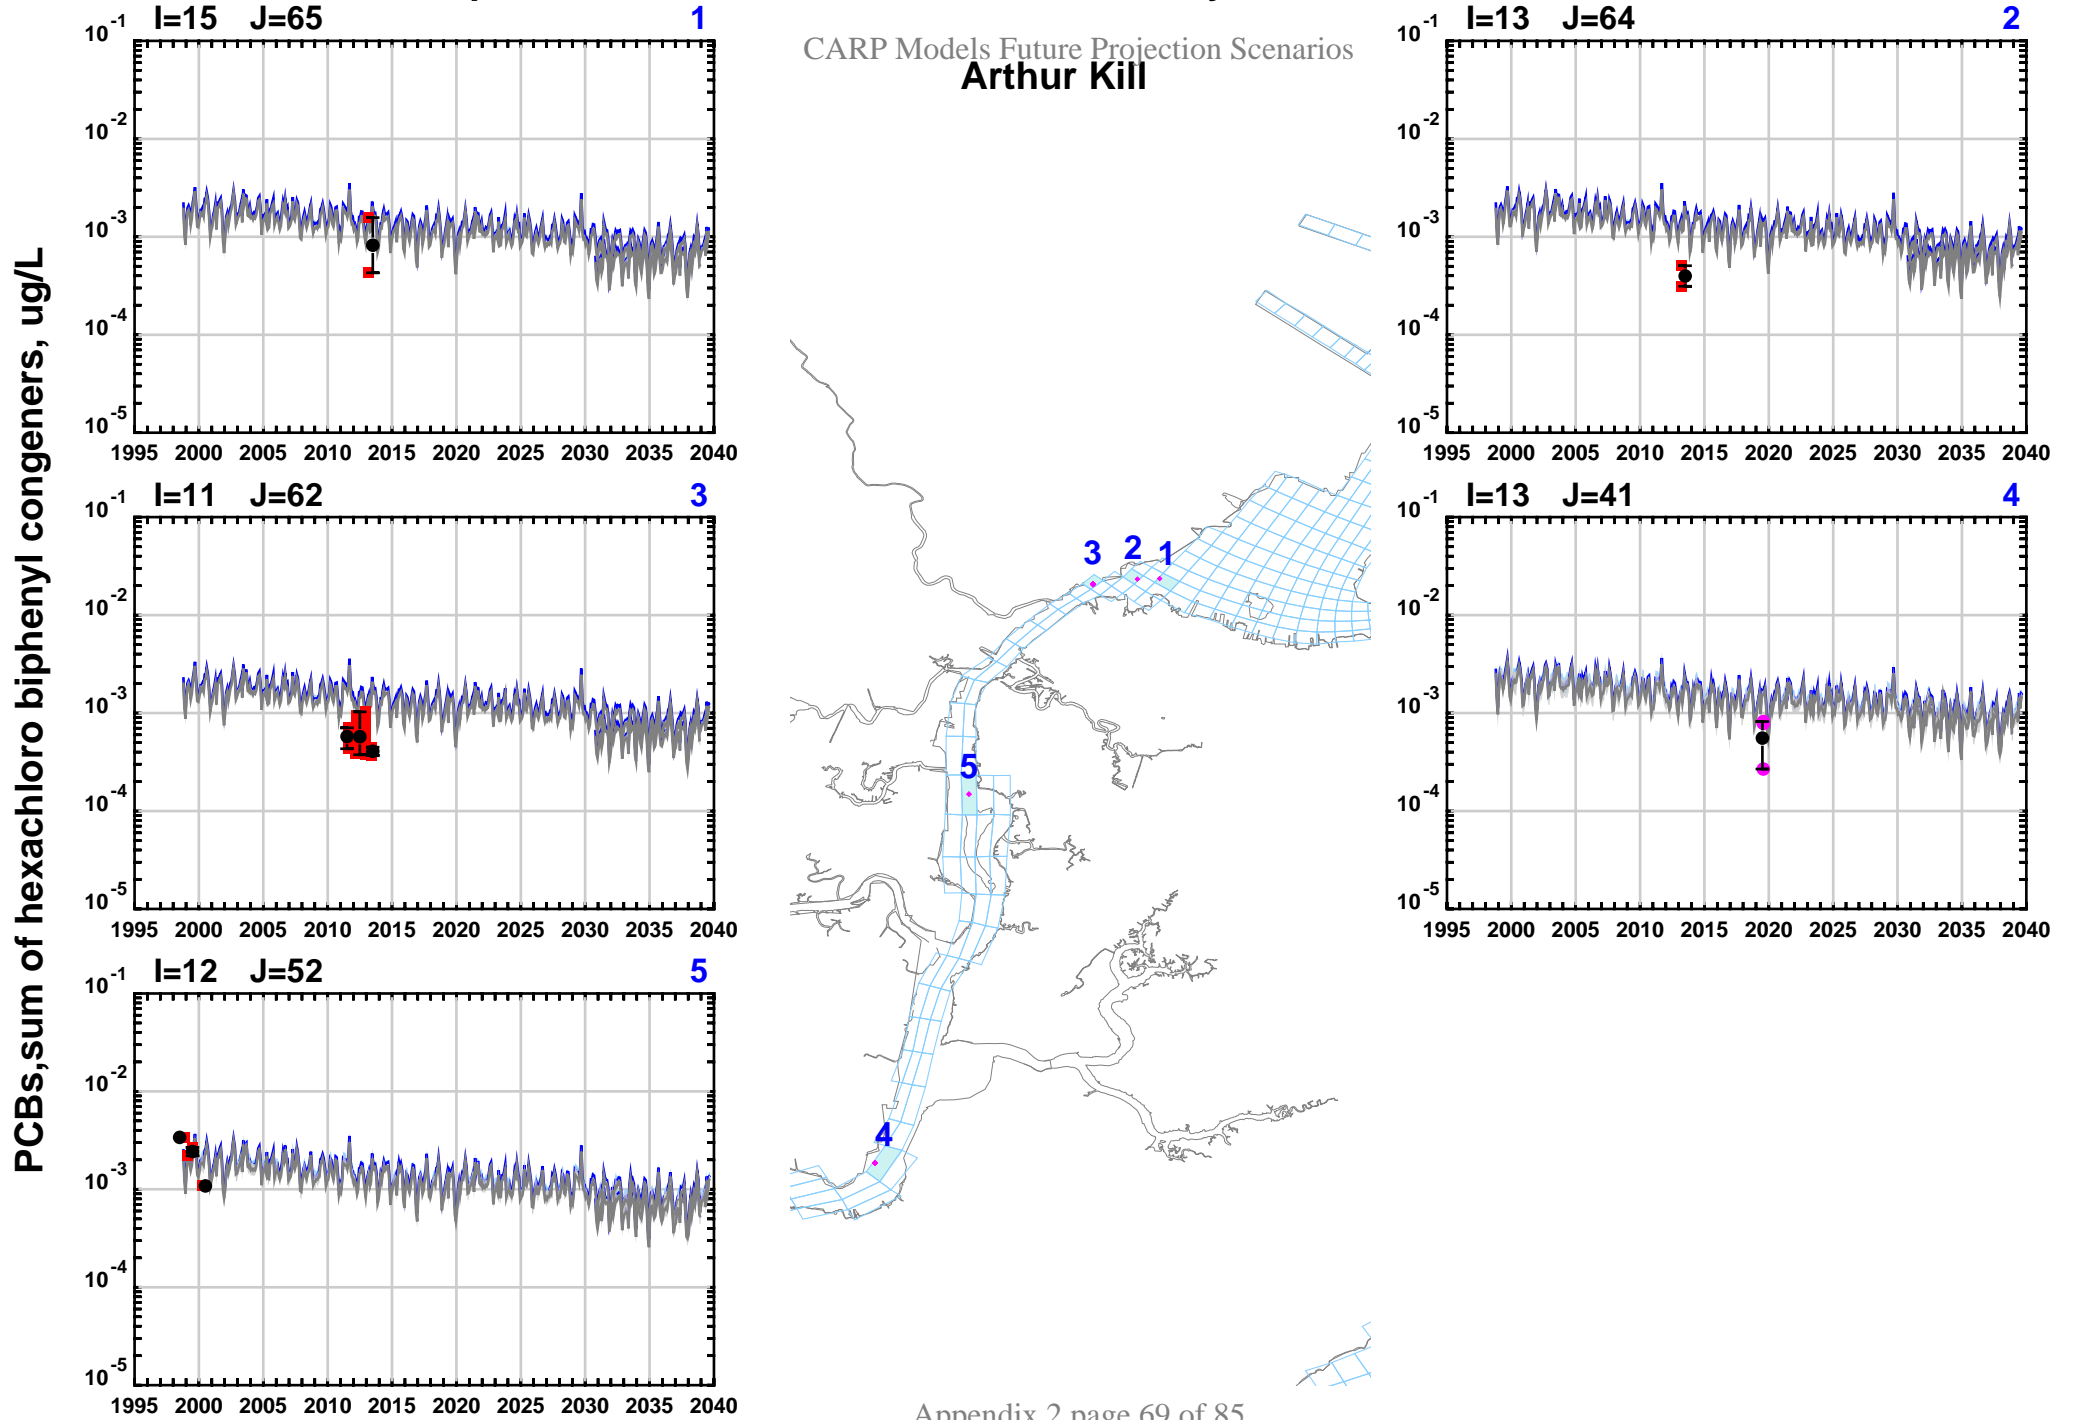 I=15 J=65 1
CARP Models Future Projection Scenarios
Arthur Kill
I=13 J=64 2
PCBs,sum of hexachloro biphenyl congeners, ug/L
10-1
10-2
10-3
10-4
10-5
1995 2000 2005 2010 2015 2020 2025 2030 2035 2040
10-1
10-2
10-3
10-4
10-5
1995 2000 2005 2010 2015 2020 2025 2030 2035 2040
I=11 J=62 3
10-1
10-2
10-3
10-4
10-5
1995 2000 2005 2010 2015 2020 2025 2030 2035 2040
I=13 J=41 4
10-1
10-2
10-3
10-4
10-5
1995 2000 2005 2010 2015 2020 2025 2030 2035 2040
3 2 1
5
4
I=12 J=52 5
10-1
10-2
10-3
10-4
10-5
1995 2000 2005 2010 2015 2020 2025 2030 2035 2040
Appendix 2 page 69 of 85